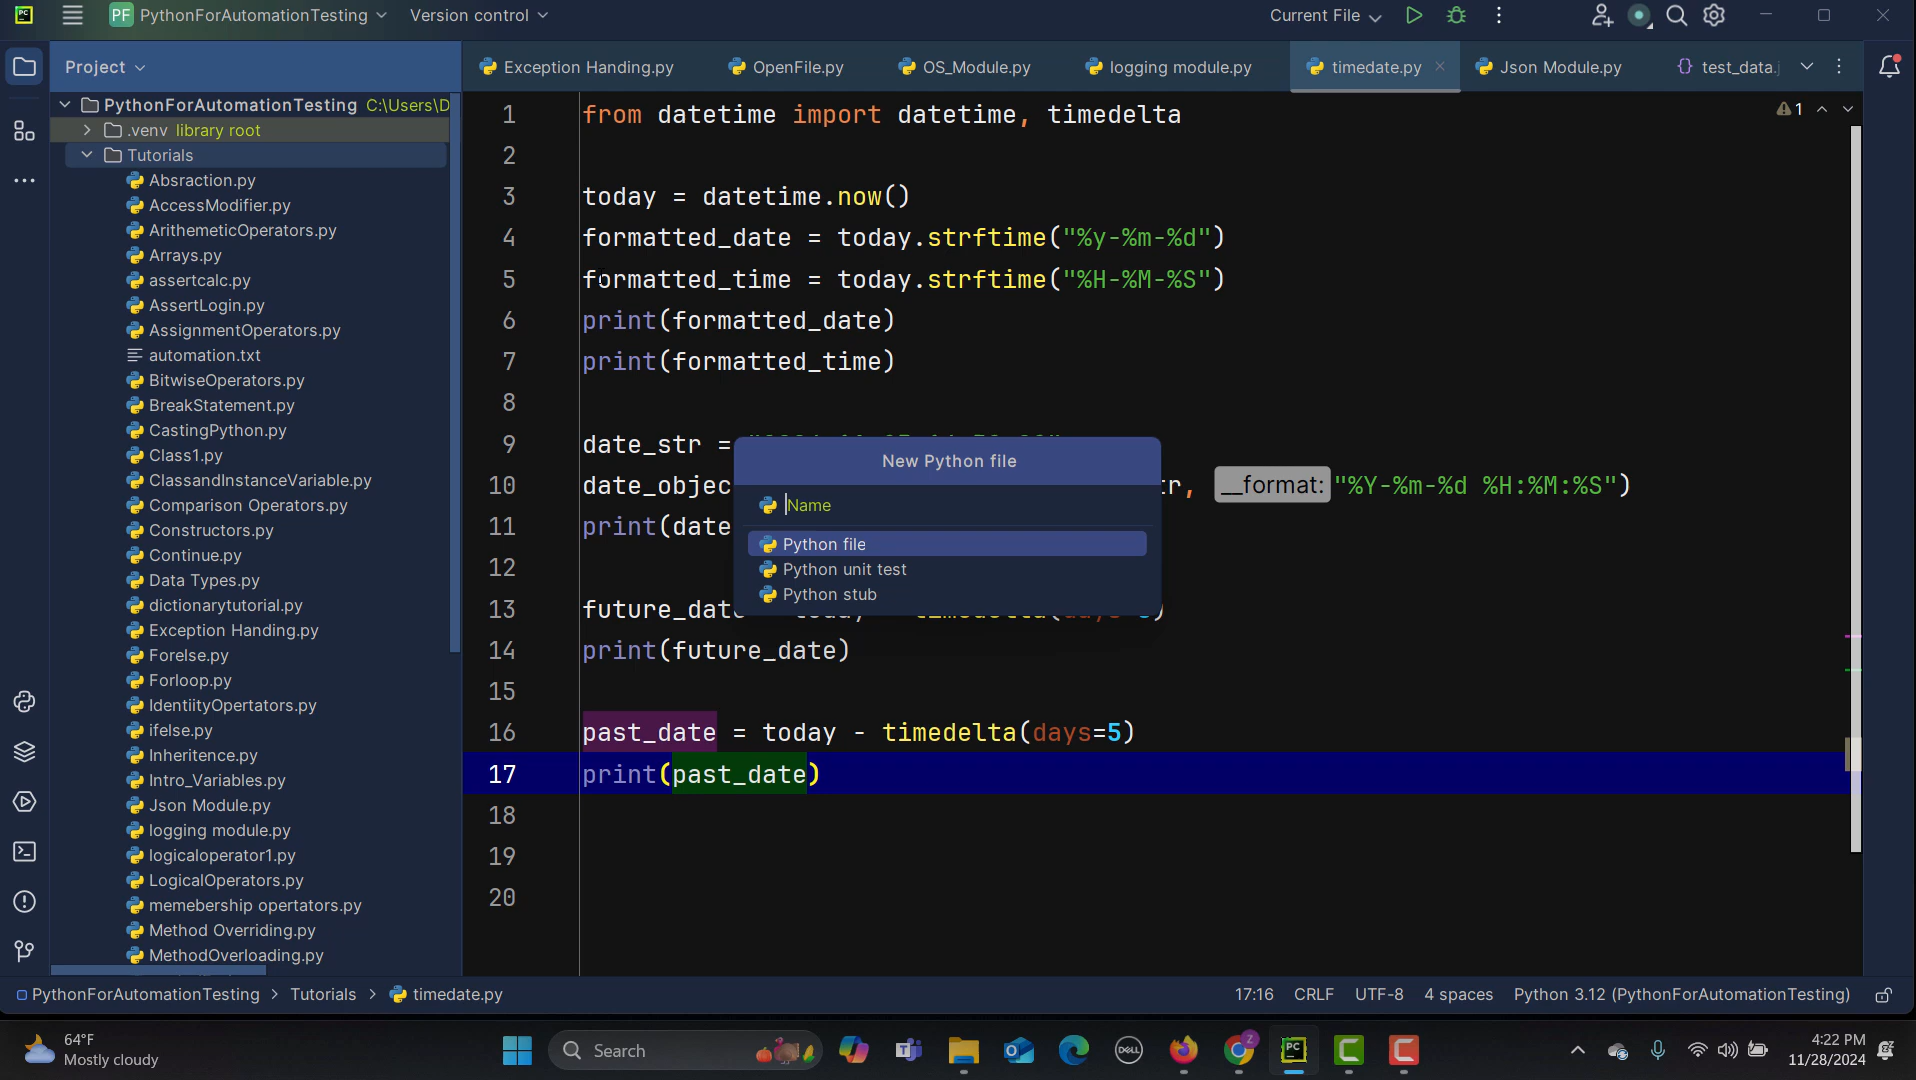 PC
PF PythonForAutomationTesting
Version control
Current File
Project
Exception Handing.py
OpenFile.py
OS_Module.py
logging module.py
timedate.py
Json Module.py
test_data.j
PythonForAutomationTesting C:\Users\D
.venv library root
Tutorials
Absraction.py
AccessModifier.py
ArithemeticOperators.py
Arrays.py
assertcalc.py
AssertLogin.py
AssignmentOperators.py
automation.txt
BitwiseOperators.py
BreakStatement.py
CastingPython.py
Class1.py
ClassandInstanceVariable.py
Comparison Operators.py
Constructors.py
Continue.py
Data Types.py
dictionarytutorial.py
Exception Handing.py
Forelse.py
Forloop.py
IdentiityOpertators.py
ifelse.py
Inheritence.py
Intro_Variables.py
Json Module.py
logging module.py
logicaloperator1.py
LogicalOperators.py
memebership opertators.py
Method Overriding.py
MethodOverloading.py
1 from datetime import datetime, timedelta
2
3 today = datetime.now()
4 formatted_date = today.strftime("%y-%m-%d")
5 formatted_time = today.strftime("%H-%M-%S")
6 print(formatted_date)
7 print(formatted_time)
8
9 date_str =
10 date_objec tr, __format: "%Y-%m-%d %H:%M:%S")
11 print(date
12
13 future_dat
14 print(future_date)
15
16 past_date = today - timedelta(days=5)
17 print(past_date)
18
19
20
1
New Python file
Name
Python file
Python unit test
Python stub
PythonForAutomationTesting > Tutorials > timedate.py
17:16 CRLF UTF-8 4 spaces Python 3.12 (PythonForAutomationTesting)
64°F
Mostly cloudy
Search
DELL
Z
PC
4:22 PM
11/28/2024